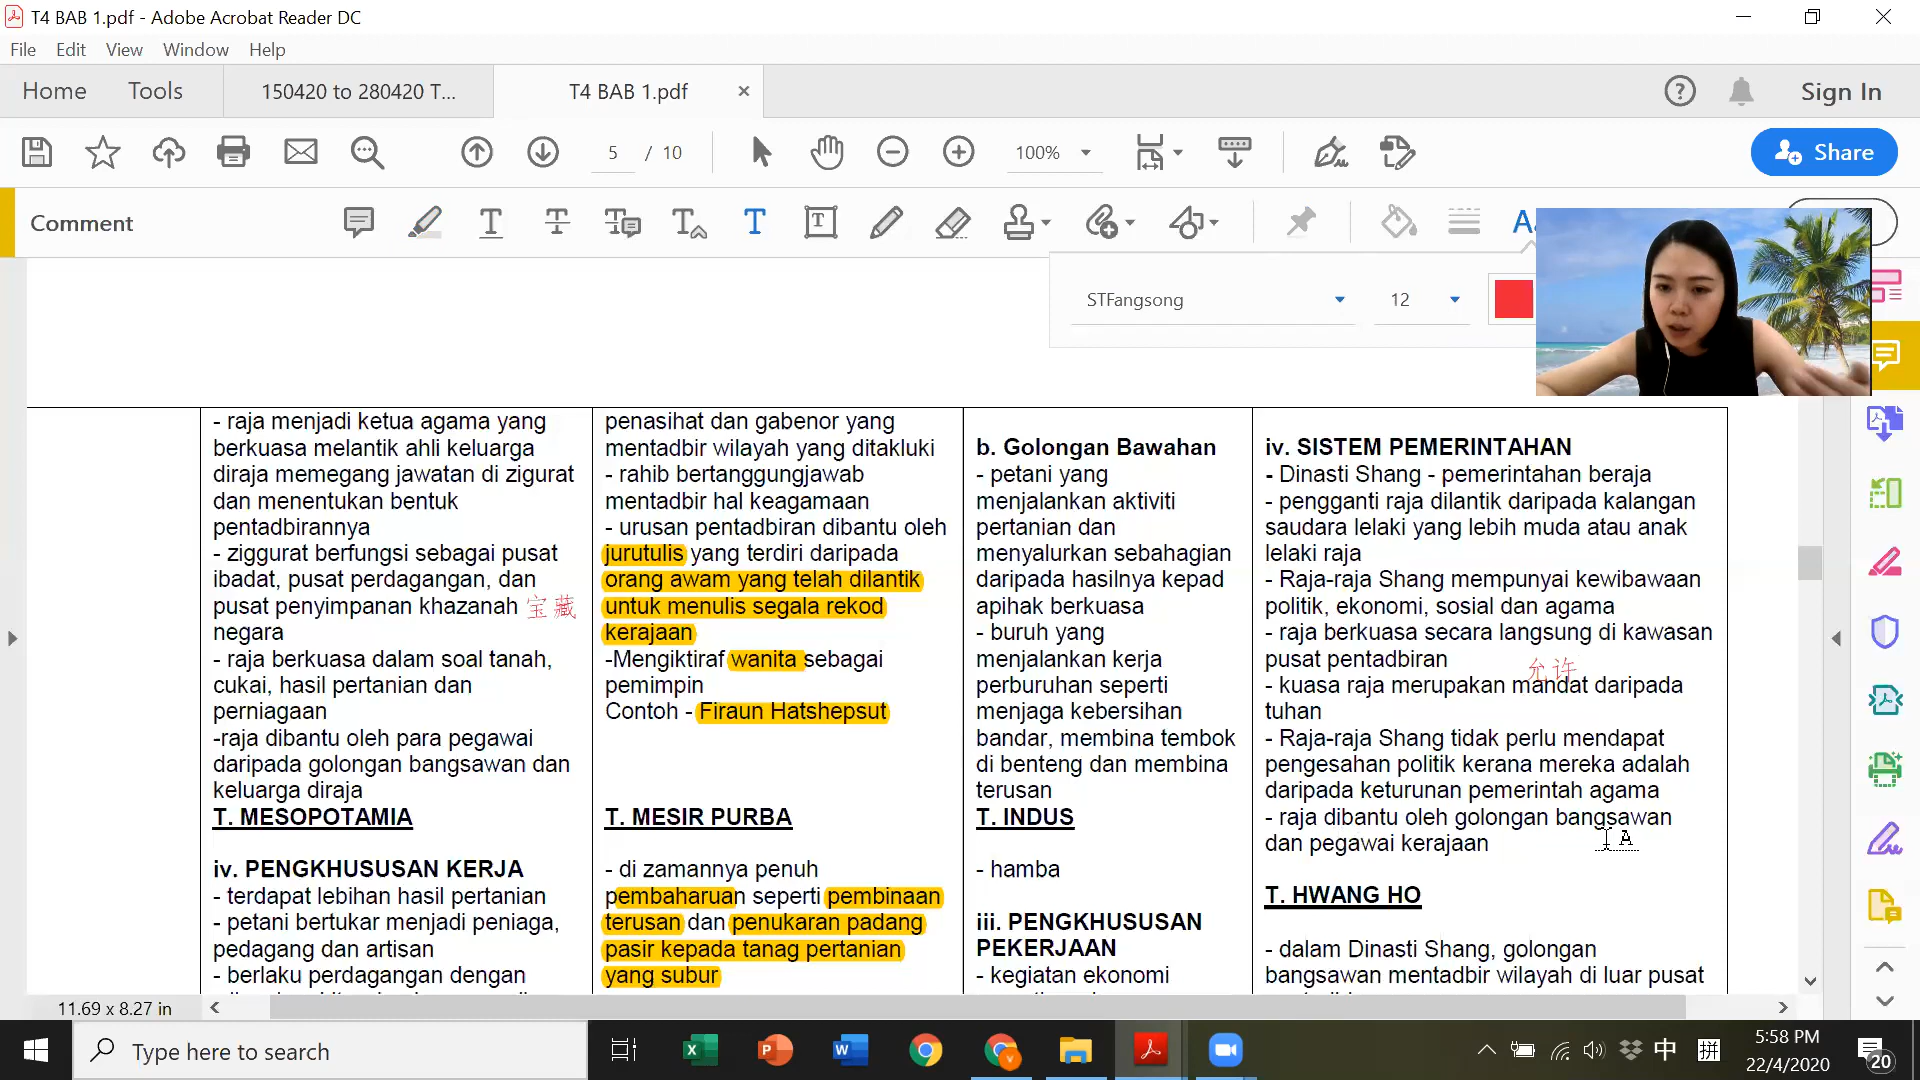 T4 BAB 1.pdf - Adobe Acrobat Reader DC
File Edit View Window Help
Home Tools 150420 to 280420 T... T4 BAB 1.pdf × Sign In
5 / 10 100% Share
Comment
STFangsong 12
- raja menjadi ketua agama yang
berkuasa melantik ahli keluarga
diraja memegang jawatan di zigurat
dan menentukan bentuk
pentadbirannya
- ziggurat berfungsi sebagai pusat
ibadat, pusat perdagangan, dan
pusat penyimpanan khazanah 宝藏
negara
- raja berkuasa dalam soal tanah,
cukai, hasil pertanian dan
perniagaan
-raja dibantu oleh para pegawai
daripada golongan bangsawan dan
keluarga diraja
T. MESOPOTAMIA
iv. PENGKHUSUSAN KERJA
- terdapat lebihan hasil pertanian
- petani bertukar menjadi peniaga,
pedagang dan artisan
- berlaku perdagangan dengan
penasihat dan gabenor yang
mentadbir wilayah yang ditakluki
- rahib bertanggungjawab
mentadbir hal keagamaan
- urusan pentadbiran dibantu oleh
jurutulis yang terdiri daripada
orang awam yang telah dilantik
untuk menulis segala rekod
kerajaan
-Mengiktiraf wanita sebagai
pemimpin
Contoh - Firaun Hatshepsut
T. MESIR PURBA
- di zamannya penuh
pembaharuan seperti pembinaan
terusan dan penukaran padang
pasir kepada tanag pertanian
yang subur
b. Golongan Bawahan
- petani yang
menjalankan aktiviti
pertanian dan
menyalurkan sebahagian
daripada hasilnya kepad
apihak berkuasa
- buruh yang
menjalankan kerja
perburuhan seperti
menjaga kebersihan
bandar, membina tembok
di benteng dan membina
terusan
T. INDUS
- hamba
iii. PENGKHUSUSAN
PEKERJAAN
- kegiatan ekonomi
iv. SISTEM PEMERINTAHAN
- Dinasti Shang - pemerintahan beraja
- pengganti raja dilantik daripada kalangan
saudara lelaki yang lebih muda atau anak
lelaki raja
- Raja-raja Shang mempunyai kewibawaan
politik, ekonomi, sosial dan agama
- raja berkuasa secara langsung di kawasan
pusat pentadbiran
允许
- kuasa raja merupakan mandat daripada
tuhan
- Raja-raja Shang tidak perlu mendapat
pengesahan politik kerana mereka adalah
daripada keturunan pemerintah agama
- raja dibantu oleh golongan bangsawan
dan pegawai kerajaan
T. HWANG HO
- dalam Dinasti Shang, golongan
bangsawan mentadbir wilayah di luar pusat
11.69 x 8.27 in
Type here to search
中 拼
5:58 PM
22/4/2020
20